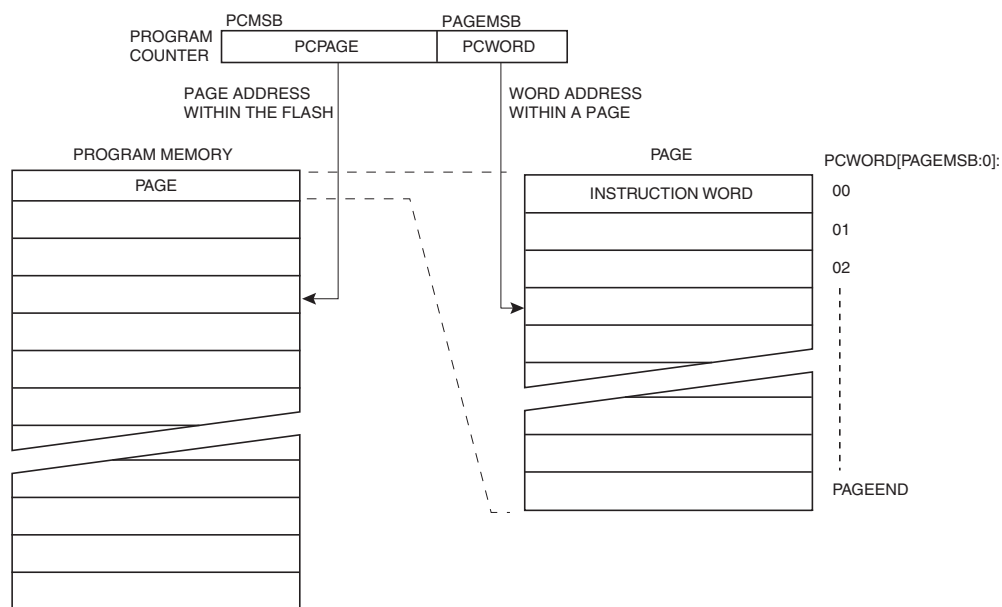 PCMSB PAGEMSB
PROGRAM
COUNTER
PCPAGE PCWORD
PAGE ADDRESS
WITHIN THE FLASH
WORD ADDRESS
WITHIN A PAGE
PROGRAM MEMORY
PAGE
PAGE
INSTRUCTION WORD
PCWORD[PAGEMSB:0]:
00
01
02
PAGEEND